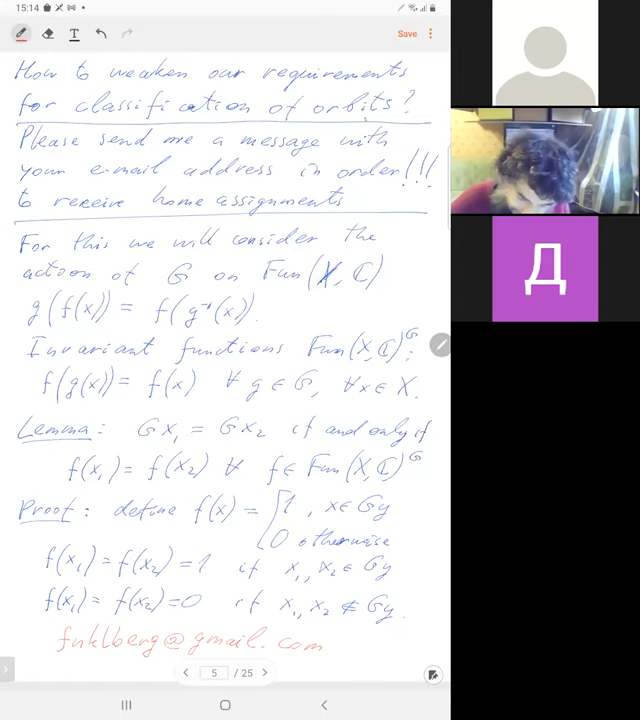 15:14
Save
How to weaken our requirements
for classification of orbits?
Please send me a message with
your e-mail address in order!!!
to receive home assignments
For this we will consider the
action of G on Fun(X, ℂ)
g(f(x)) = f(g⁻¹(x)).
Invariant functions Fun(X, ℂ)ᴳ:
f(g(x)) = f(x) ∀ g ∈ G, ∀x ∈ X.
Lemma: Gx₁ = Gx₂ if and only if
f(x₁) = f(x₂) ∀ f ∈ Fun(X, ℂ)ᴳ
Proof: define f(x) = { 1, x ∈ Gy
0 otherwise
f(x₁) = f(x₂) = 1 if x₁, x₂ ∈ Gy
f(x₁) = f(x₂) = 0 if x₁, x₂ ∉ Gy.
fnklberg@gmail.com
5 / 25
Д